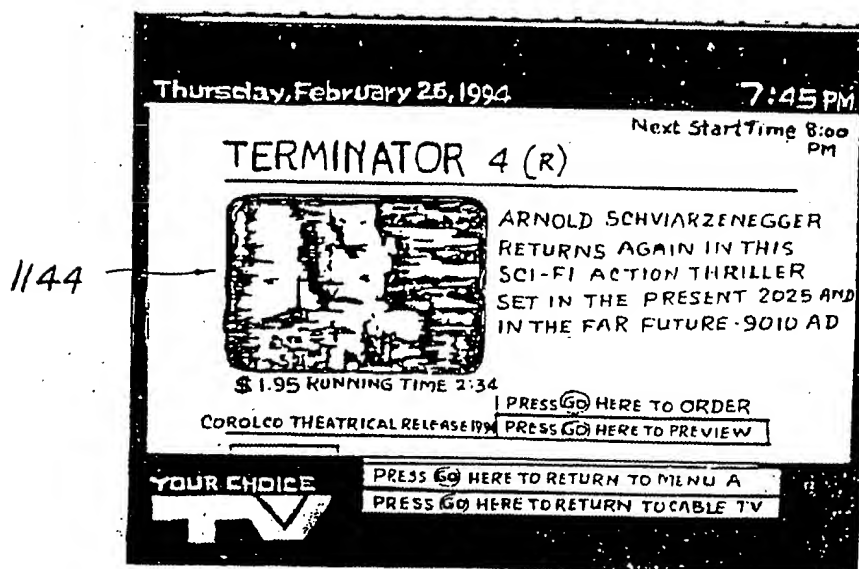 Thursday, February 26, 1994 7:45 PM
Next Start Time 8:00
PM
TERMINATOR 4 (R)
1144
ARNOLD SCHVIARZENEGGER
RETURNS AGAIN IN THIS
SCI-FI ACTION THRILLER
SET IN THE PRESENT 2025 AND
IN THE FAR FUTURE-9010 AD
$1.95 RUNNING TIME 2:34
PRESS GO HERE TO ORDER
COROLCO THEATRICAL RELEASE 1994
PRESS GO HERE TO PREVIEW
YOUR CHOICE
TV
PRESS GO HERE TO RETURN TO MENU A
PRESS GO HERE TO RETURN TO CABLE TV